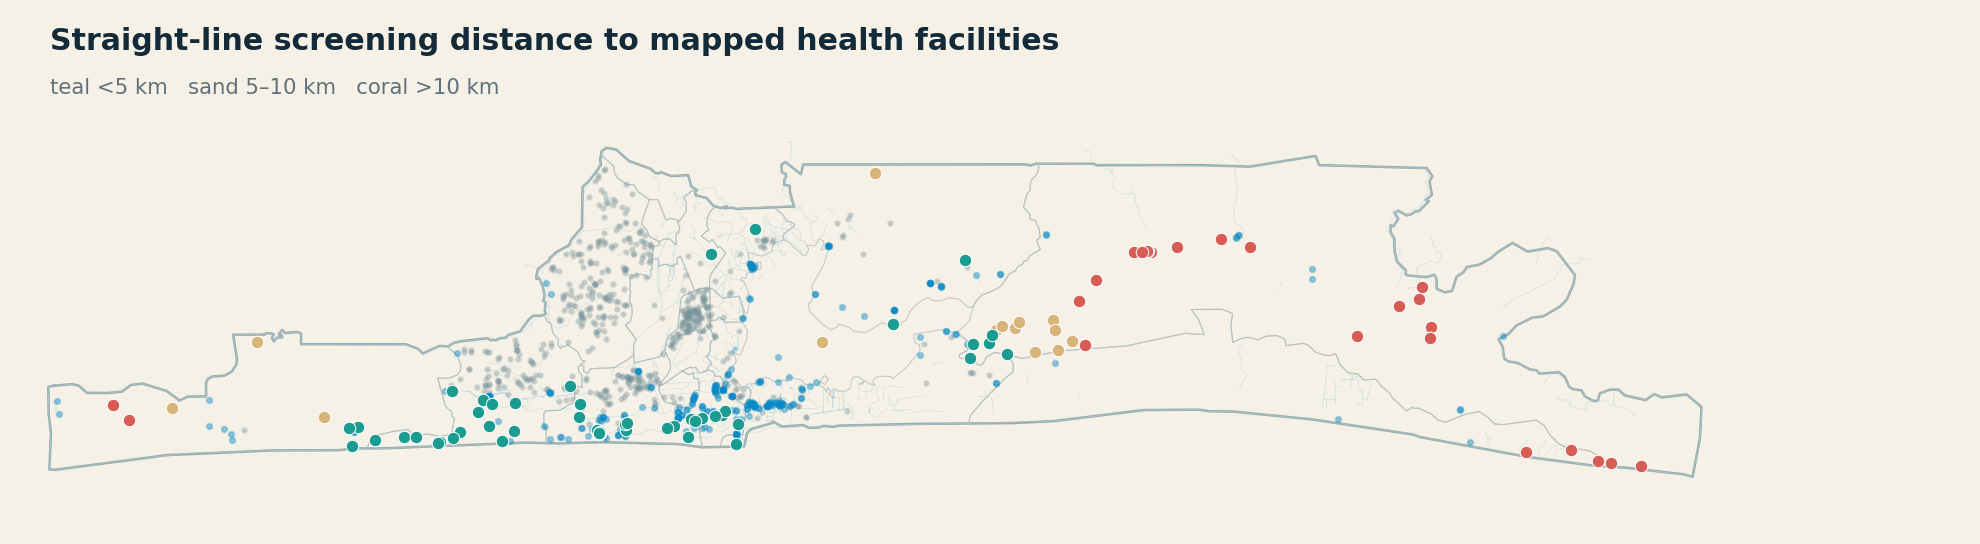 Straight-line screening distance to mapped health facilities
teal <5 km   sand 5–10 km   coral >10 km